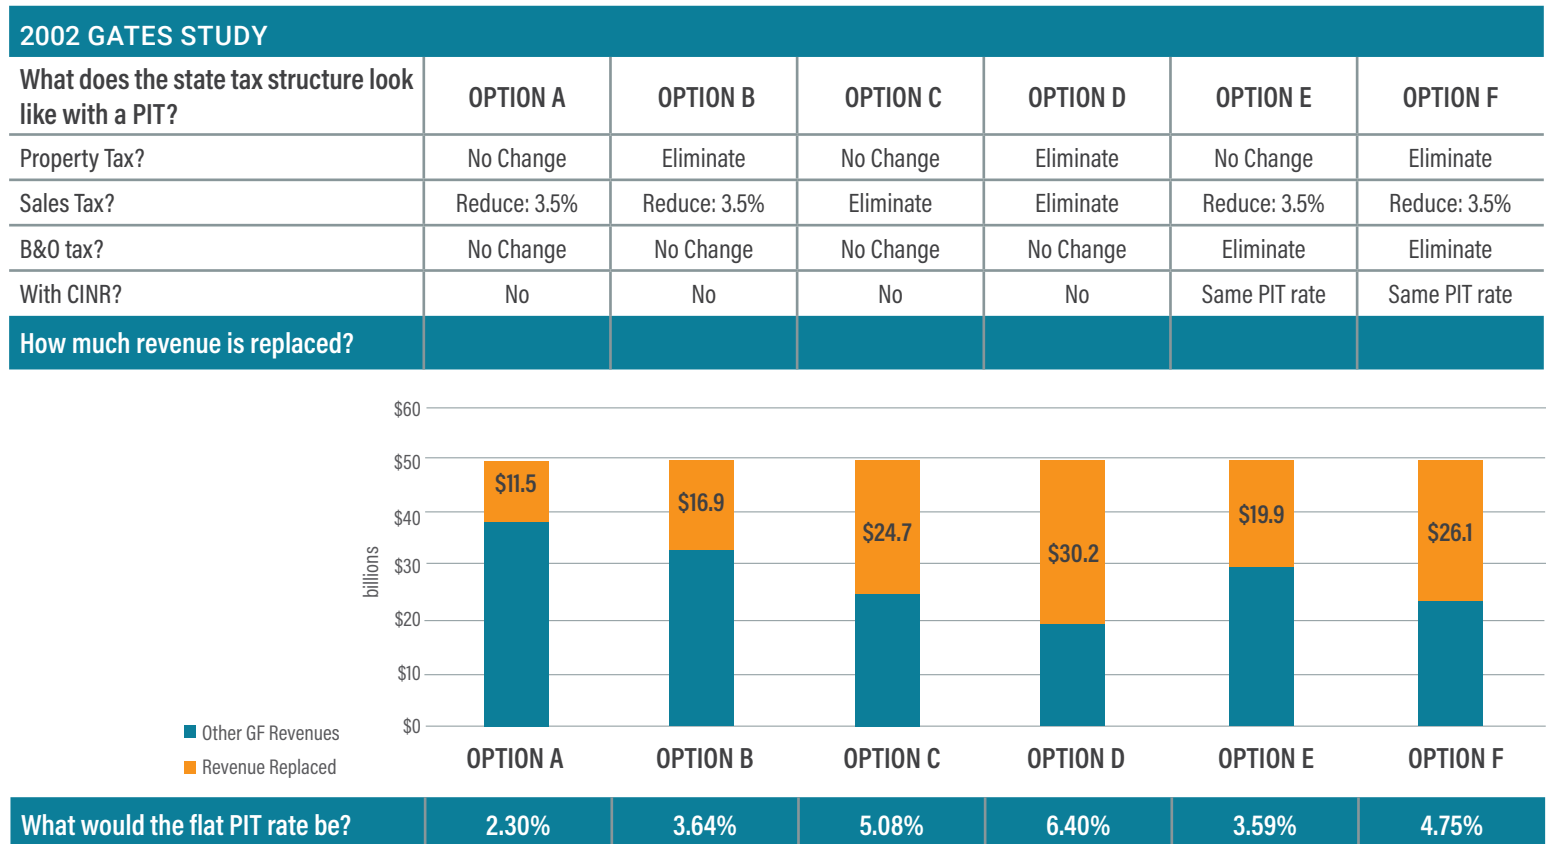 2002 GATES STUDY
What does the state tax structure look like with a PIT? OPTION A OPTION B OPTION C OPTION D OPTION E OPTION F
Property Tax? No Change Eliminate No Change Eliminate No Change Eliminate
Sales Tax? Reduce: 3.5% Reduce: 3.5% Eliminate Eliminate Reduce: 3.5% Reduce: 3.5%
B&O tax? No Change No Change No Change No Change Eliminate Eliminate
With CINR? No No No No Same PIT rate Same PIT rate
How much revenue is replaced?
$60
$50
$40
$30
$20
$10
$0
billions
$11.5 $16.9 $24.7 $30.2 $19.9 $26.1
Other GF Revenues
Revenue Replaced
OPTION A OPTION B OPTION C OPTION D OPTION E OPTION F
What would the flat PIT rate be? 2.30% 3.64% 5.08% 6.40% 3.59% 4.75%